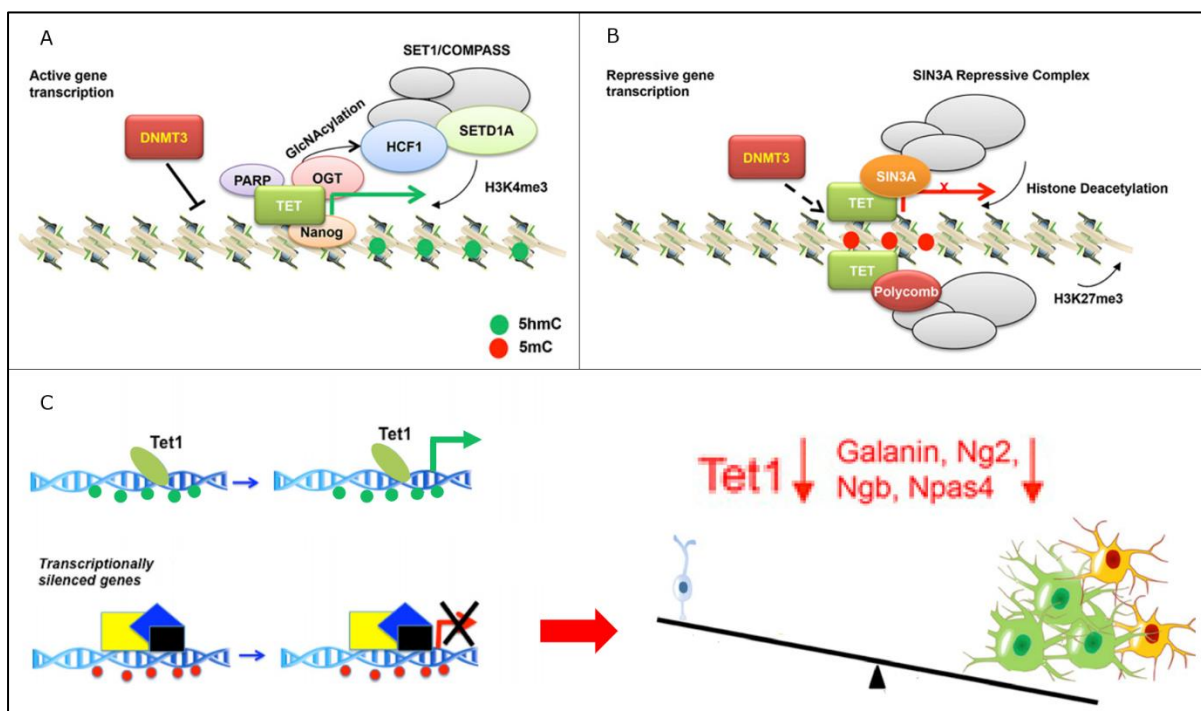 A
Active gene
transcription
DNMT3
GlcNAcylation
SET1/COMPASS
HCF1
SETD1A
PARP
OGT
TET
Nanog
H3K4me3
5hmC
5mC
B
Repressive gene
transcription
SIN3A Repressive Complex
DNMT3
SIN3A
TET
x
Histone Deacetylation
TET
Polycomb
H3K27me3
C
Tet1
Tet1
Transcriptionally
silenced genes
Tet1
Galanin, Ng2,
Ngb, Npas4